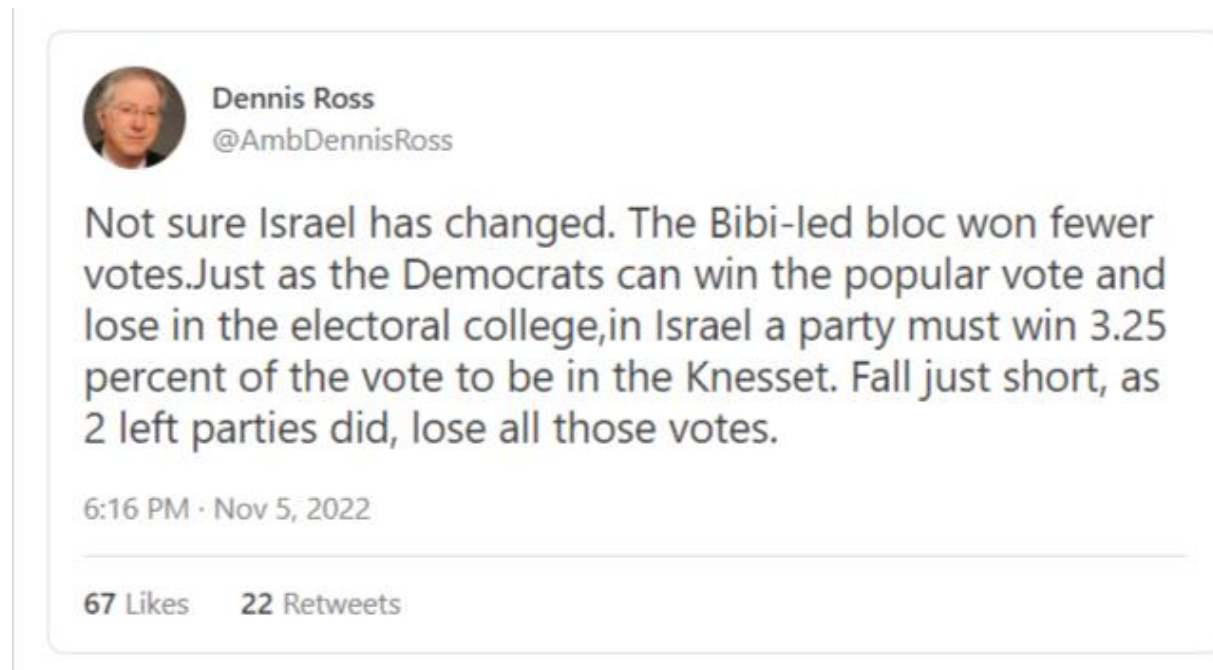 Dennis Ross
@AmbDennisRoss
Not sure Israel has changed. The Bibi-led bloc won fewer
votes.Just as the Democrats can win the popular vote and
lose in the electoral college,in Israel a party must win 3.25
percent of the vote to be in the Knesset. Fall just short, as
2 left parties did, lose all those votes.
6:16 PM · Nov 5, 2022
67 Likes 22 Retweets